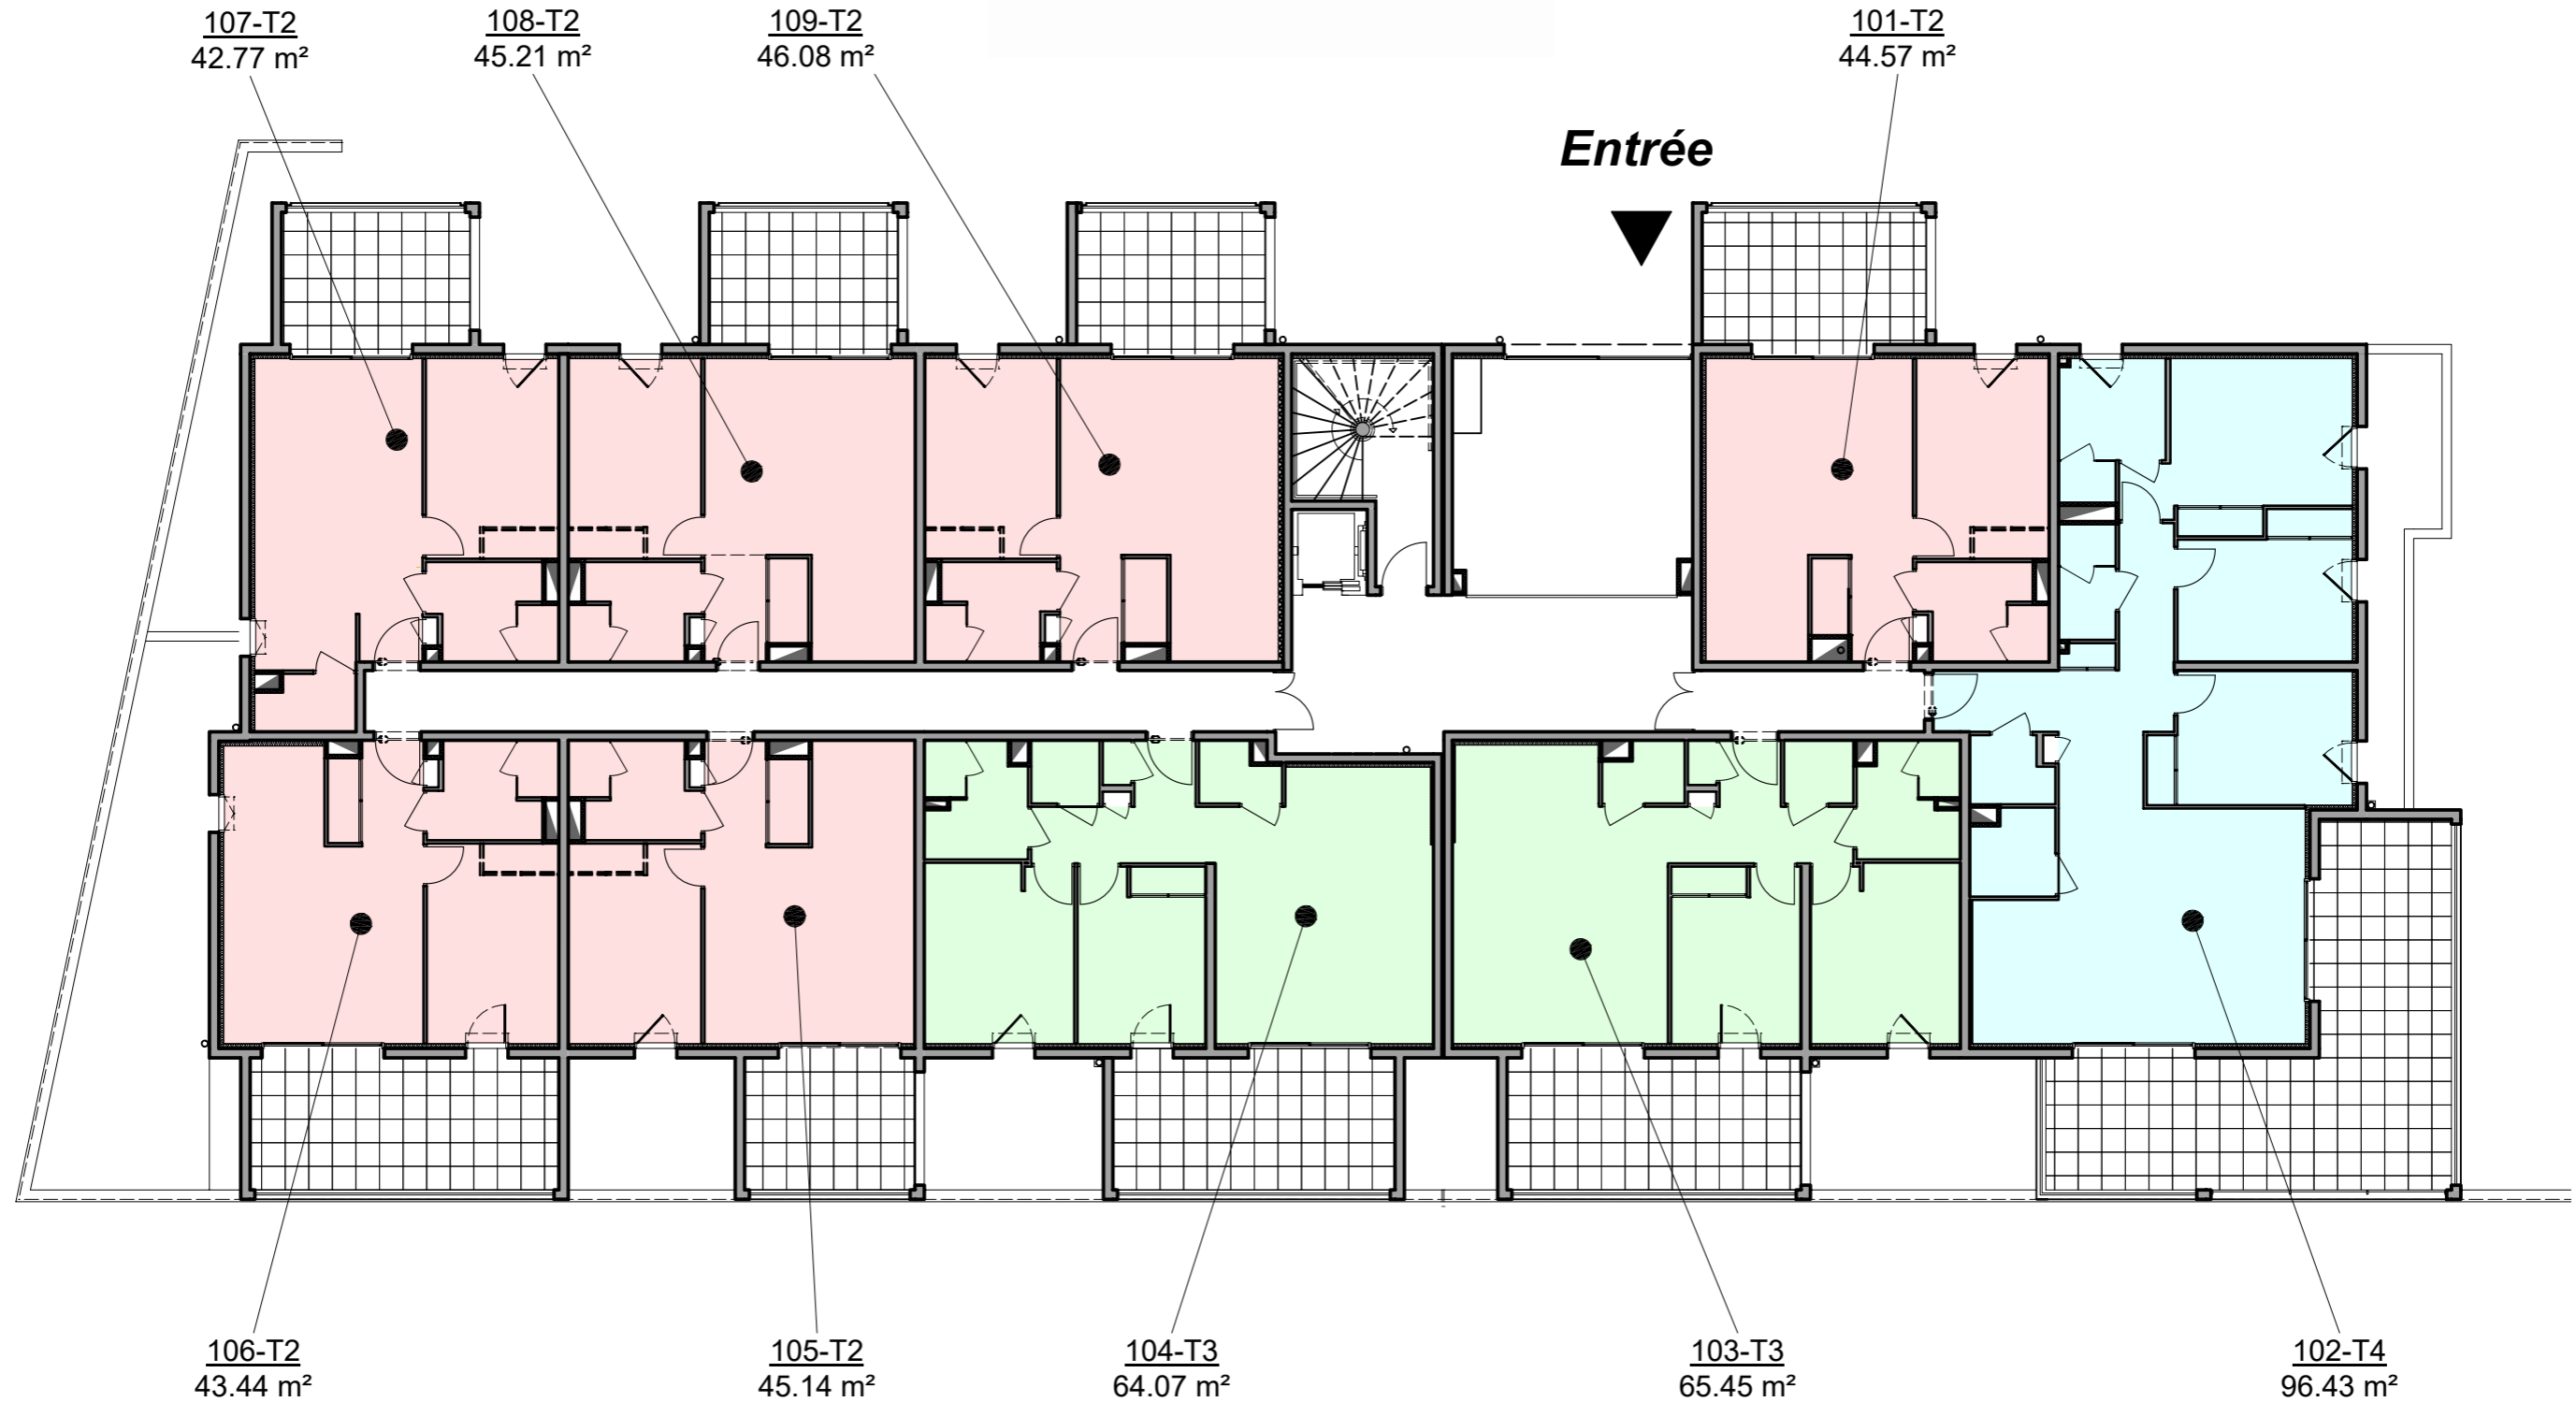 107-T2
42.77 m²
108-T2
45.21 m²
109-T2
46.08 m²
101-T2
44.57 m²
Entrée
106-T2
43.44 m²
105-T2
45.14 m²
104-T3
64.07 m²
103-T3
65.45 m²
102-T4
96.43 m²